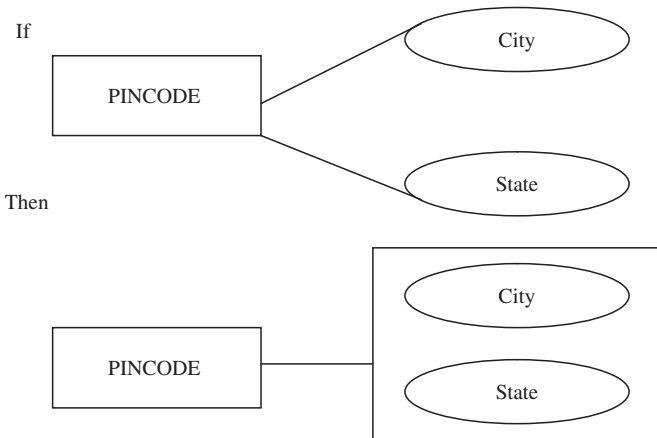 If
City
PINCODE
State
Then
City
PINCODE
State